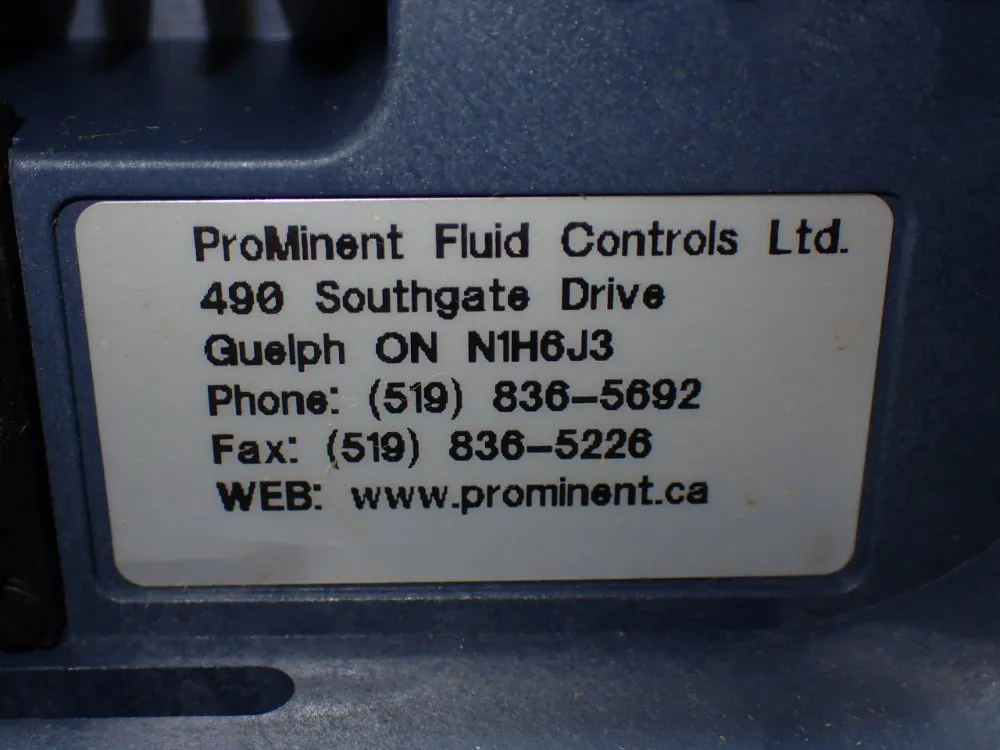 ProMinent Fluid Controls Ltd.
490 Southgate Drive
Guelph ON N1H6J3
Phone: (519) 836-5692
Fax: (519) 836-5226
WEB: www.prominent.ca